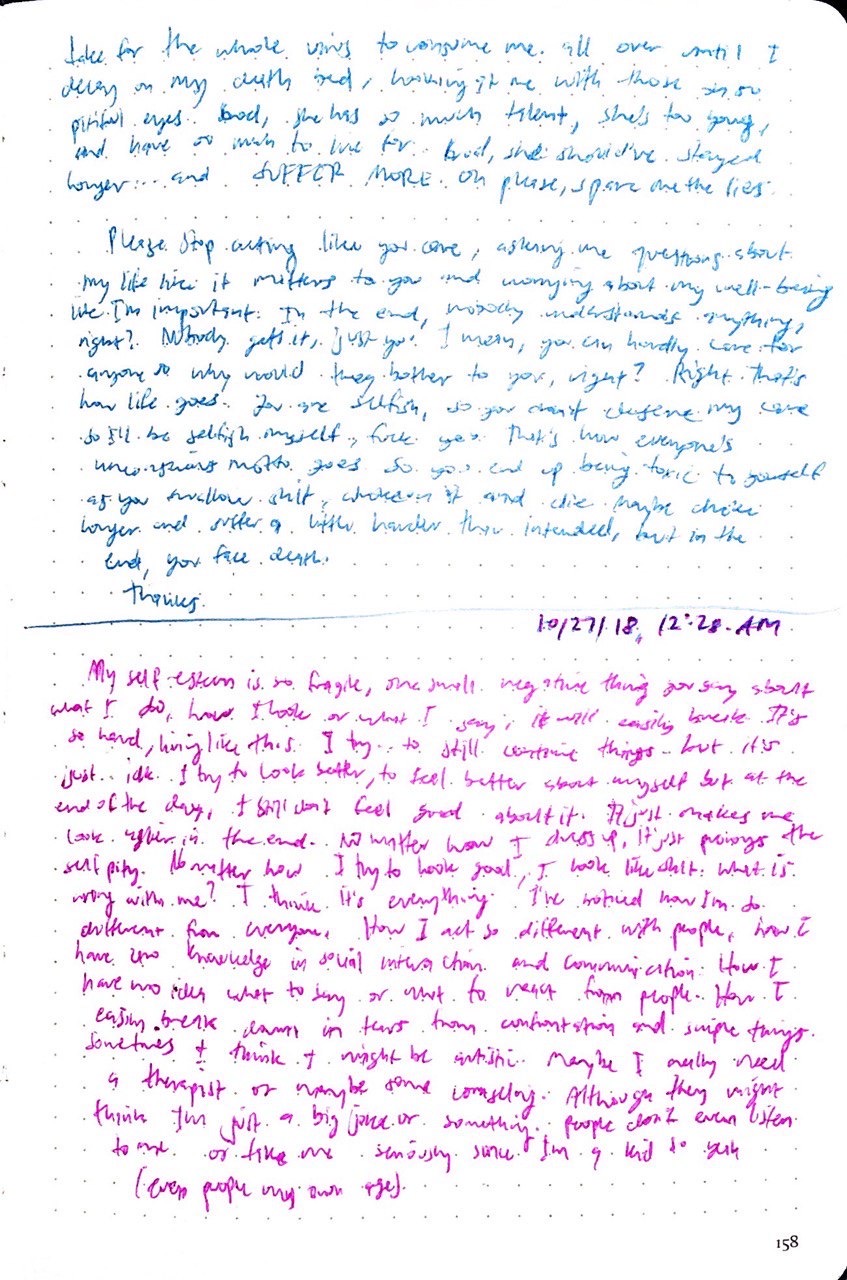 take for the whole virus to consume me all over until I
decay on my death bed, looking at me with those so so
pitiful eyes. God, she has so much talent, she's too young,
and have so much to live for. God, she should've stayed
longer... and SUFFER MORE. Oh please, spare me the lies.
Please stop acting like you care, asking me questions about
my life like it matters to you and worrying about my well-being
like I'm important. In the end, nobody understands anything,
right? Nobody gets it, just you. I mean, you can hardly care for
anyone so why would they bother to you, right? Right. That's
how life goes. You are selfish, so you don't deserve my care
so I'll be selfish myself, fuck you. That's how everyone's
unconscious motto goes. So you end up being toxic to yourself
as you swallow shit, choke on it and die. Maybe choke
longer and suffer a little harder than intended, but in the
end, you face death.
Thanks.
10/27/18, 12:28 AM
My self-esteem is so fragile, one small negative thing you say about
what I do, how I look or what I say, it will easily break. It's
so hard, living like this. I try to still continue things but it's
just.. idk. I try to look better, to feel better about myself but at the
end of the day, I still don't feel good about it. It just makes me
look uglier in the end. No matter how I dress up, it just the
self pity. No matter how I try to look good, I look like shit. What is
wrong with me? I think it's everything. I've noticed how I'm so
different from everyone. How I act so different with people, how I
have zero knowledge in social interaction and communication. How I
have no idea what to say or what to react from people. How I
easily break down in tears from confrontation and simple things.
Sometimes I think I might be autistic. Maybe I really need
a therapist or maybe some counseling. Although they might
think I'm just a big joke or something. people don't even listen
to me or take me seriously since I'm a kid so yeah
(even people my own age).
158